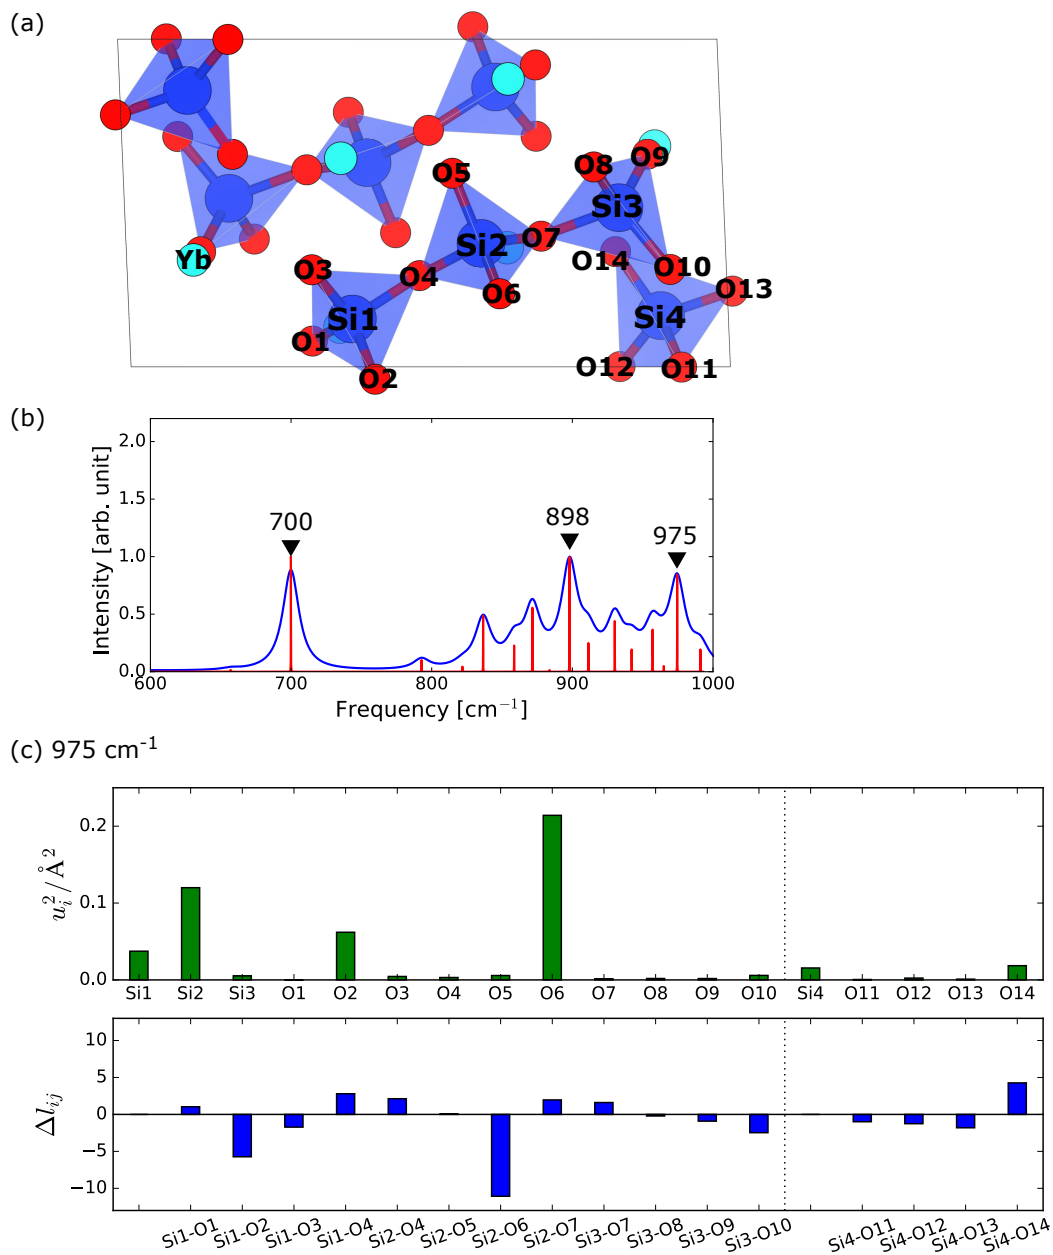 (a)
O5
O8
O9
Si3
Si2
O7
Yb
O14
O10
O3
O4
O13
O6
Si1
Si4
O1
O2
O12
O11
(b)
Intensity [arb. unit]
2.0
1.5
1.0
0.5
0.0
700
898
975
600
700
800
900
1000
Frequency [cm⁻¹]
(c) 975 cm⁻¹
u_i² / Å²
0.2
0.1
0.0
Si1 Si2 Si3 O1 O2 O3 O4 O5 O6 O7 O8 O9 O10 Si4 O11 O12 O13 O14
Δl_ij
10
5
0
−5
−10
Si1-O1 Si1-O2 Si1-O3 Si1-O4 Si2-O4 Si2-O5 Si2-O6 Si2-O7 Si3-O7 Si3-O8 Si3-O9 Si3-O10 Si4-O11 Si4-O12 Si4-O13 Si4-O14